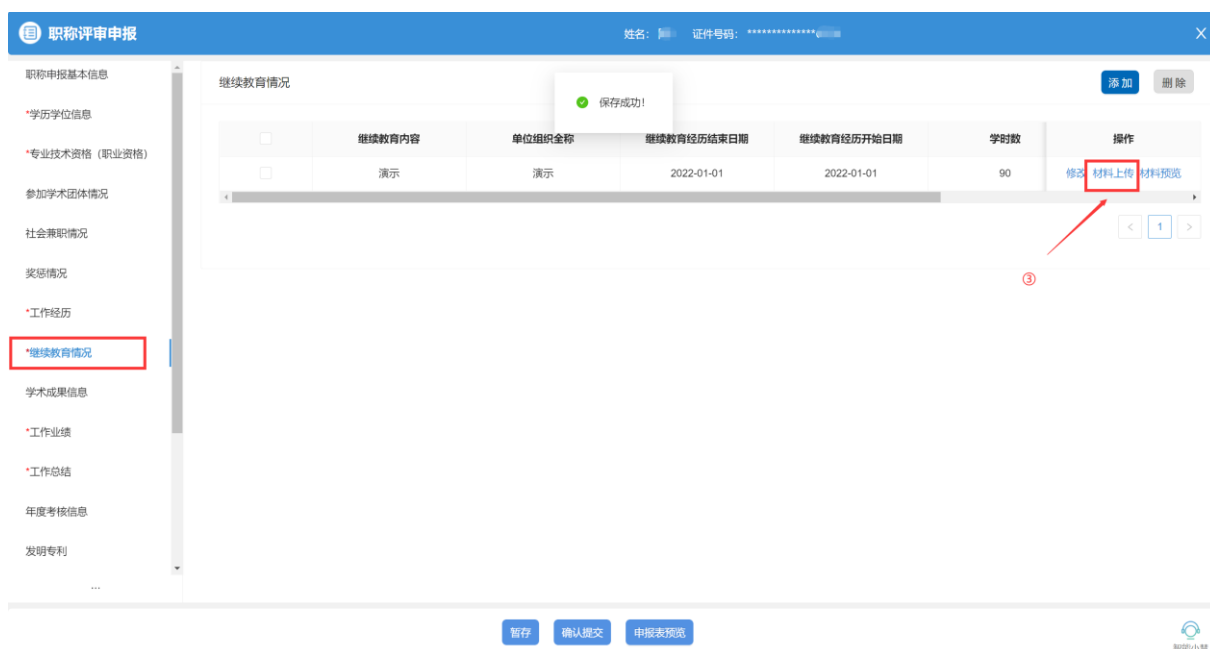 职称评审申报
姓名: 证件号码: **************
X
职称申报基本信息
*学历学位信息
*专业技术资格（职业资格）
参加学术团体情况
社会兼职情况
奖惩情况
*工作经历
*继续教育情况
学术成果信息
*工作业绩
*工作总结
年度考核信息
发明专利
...
继续教育情况
保存成功!
添加 删除
继续教育内容 单位组织全称 继续教育经历结束日期 继续教育经历开始日期 学时数 操作
演示 演示 2022-01-01 2022-01-01 90 修改 材料上传 材料预览
< 1 >
③
暂存 确认提交 申报表预览